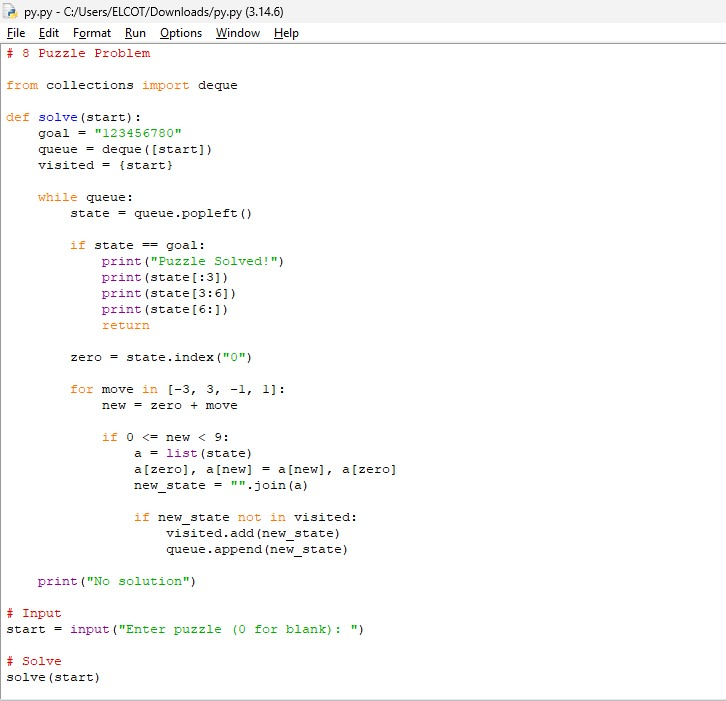 py.py - C:/Users/ELCOT/Downloads/py.py (3.14.6)
File Edit Format Run Options Window Help
# 8 Puzzle Problem

from collections import deque

def solve(start):
    goal = "123456780"
    queue = deque([start])
    visited = {start}

    while queue:
        state = queue.popleft()

        if state == goal:
            print("Puzzle Solved!")
            print(state[:3])
            print(state[3:6])
            print(state[6:])
            return

        zero = state.index("0")

        for move in [-3, 3, -1, 1]:
            new = zero + move

            if 0 <= new < 9:
                a = list(state)
                a[zero], a[new] = a[new], a[zero]
                new_state = "".join(a)

                if new_state not in visited:
                    visited.add(new_state)
                    queue.append(new_state)

    print("No solution")

# Input
start = input("Enter puzzle (0 for blank): ")

# Solve
solve(start)